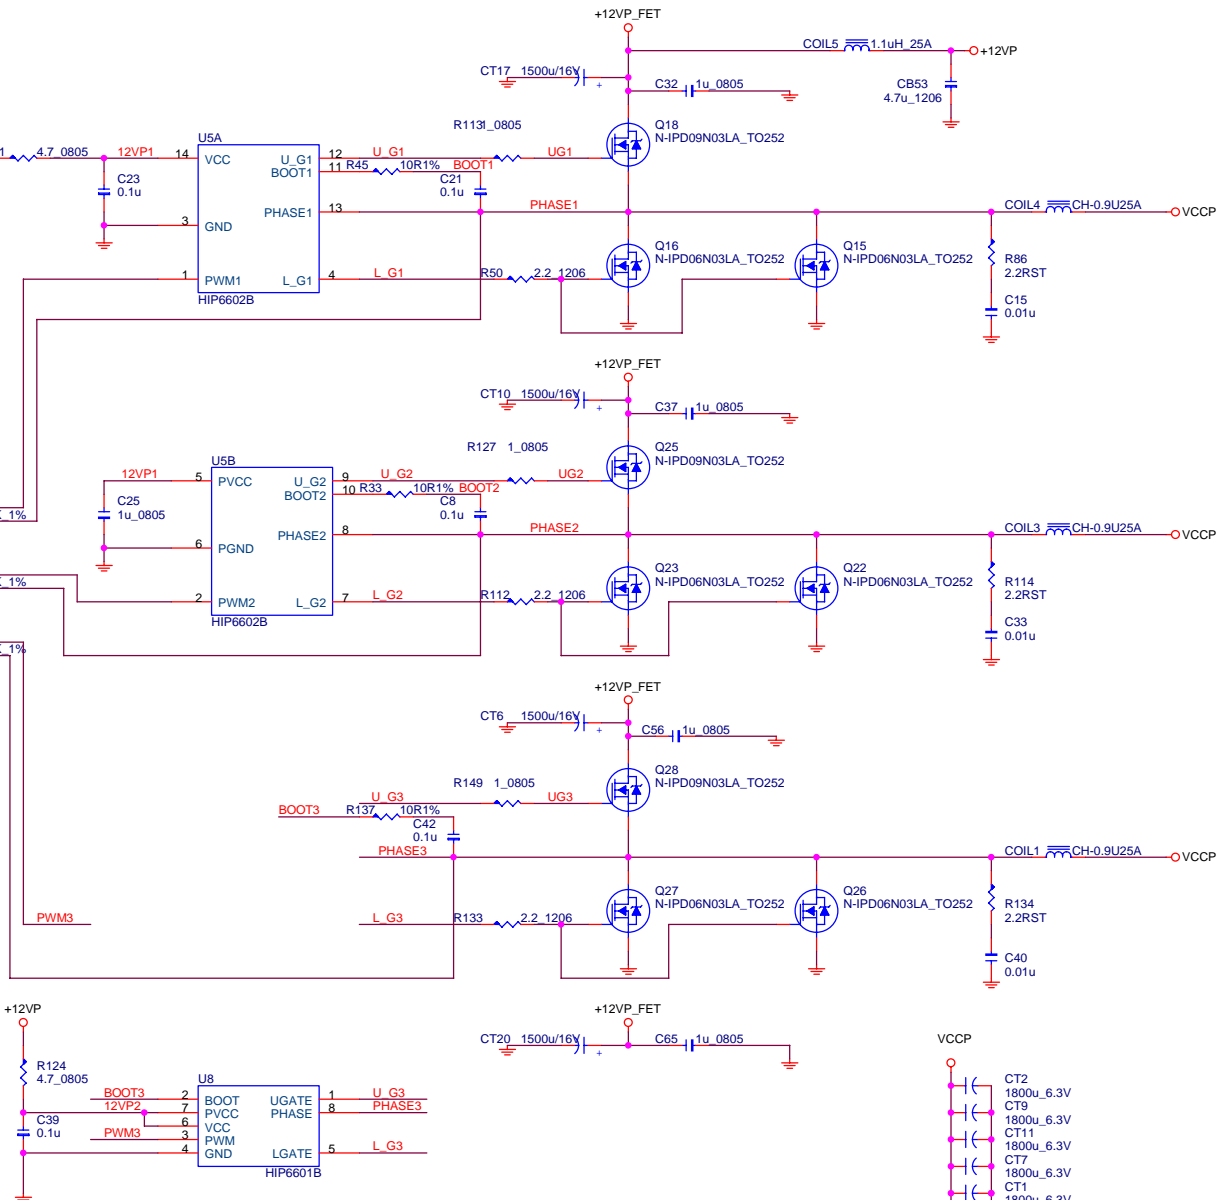 +12VP_FET
COIL5 1.1uH_25A
+12VP
CT17 1500u/16V
+
C32 1u_0805
CB53
4.7u_1206
R113 1_0805
Q18
N-IPD09N03LA_TO252
1 4.7_0805
12VP1
14
U5A
VCC
U_G1
12
U_G1
UG1
BOOT1
11
R45
10R1%
BOOT1
C23
0.1u
C21
0.1u
PHASE1
13
PHASE1
COIL4 CH-0.9U25A
VCCP
3
GND
Q16
N-IPD06N03LA_TO252
Q15
N-IPD06N03LA_TO252
R86
2.2RST
1
PWM1
L_G1
4
L_G1
R50 2.2_1206
HIP6602B
C15
0.01u
+12VP_FET
CT10 1500u/16V
+
C37 1u_0805
R127 1_0805
Q25
N-IPD09N03LA_TO252
U5B
12VP1
5
PVCC
U_G2
9
U_G2
UG2
BOOT2
10
R33
10R1%
BOOT2
C25
1u_0805
C8
0.1u
_1%
PHASE2
8
PHASE2
COIL3 CH-0.9U25A
VCCP
6
PGND
Q23
N-IPD06N03LA_TO252
Q22
N-IPD06N03LA_TO252
R114
2.2RST
_1%
2
PWM2
L_G2
7
L_G2
R112 2.2_1206
HIP6602B
C33
0.01u
_1%
+12VP_FET
CT6 1500u/16V
+
C56 1u_0805
Q28
N-IPD09N03LA_TO252
R149 1_0805
U_G3
UG3
BOOT3
R137
10R1%
C42
0.1u
PHASE3
COIL1 CH-0.9U25A
VCCP
Q27
N-IPD06N03LA_TO252
Q26
N-IPD06N03LA_TO252
R134
2.2RST
PWM3
L_G3
R133 2.2_1206
C40
0.01u
+12VP
+12VP_FET
CT20 1500u/16V
+
C65 1u_0805
VCCP
R124
4.7_0805
U8
BOOT3
2
BOOT
UGATE
1
U_G3
12VP2
7
PVCC
PHASE
8
PHASE3
6
VCC
C39
0.1u
PWM3
3
PWM
4
GND
LGATE
5
L_G3
HIP6601B
CT2
1800u_6.3V
CT9
1800u_6.3V
CT11
1800u_6.3V
CT7
1800u_6.3V
CT1
1800u_6.3V